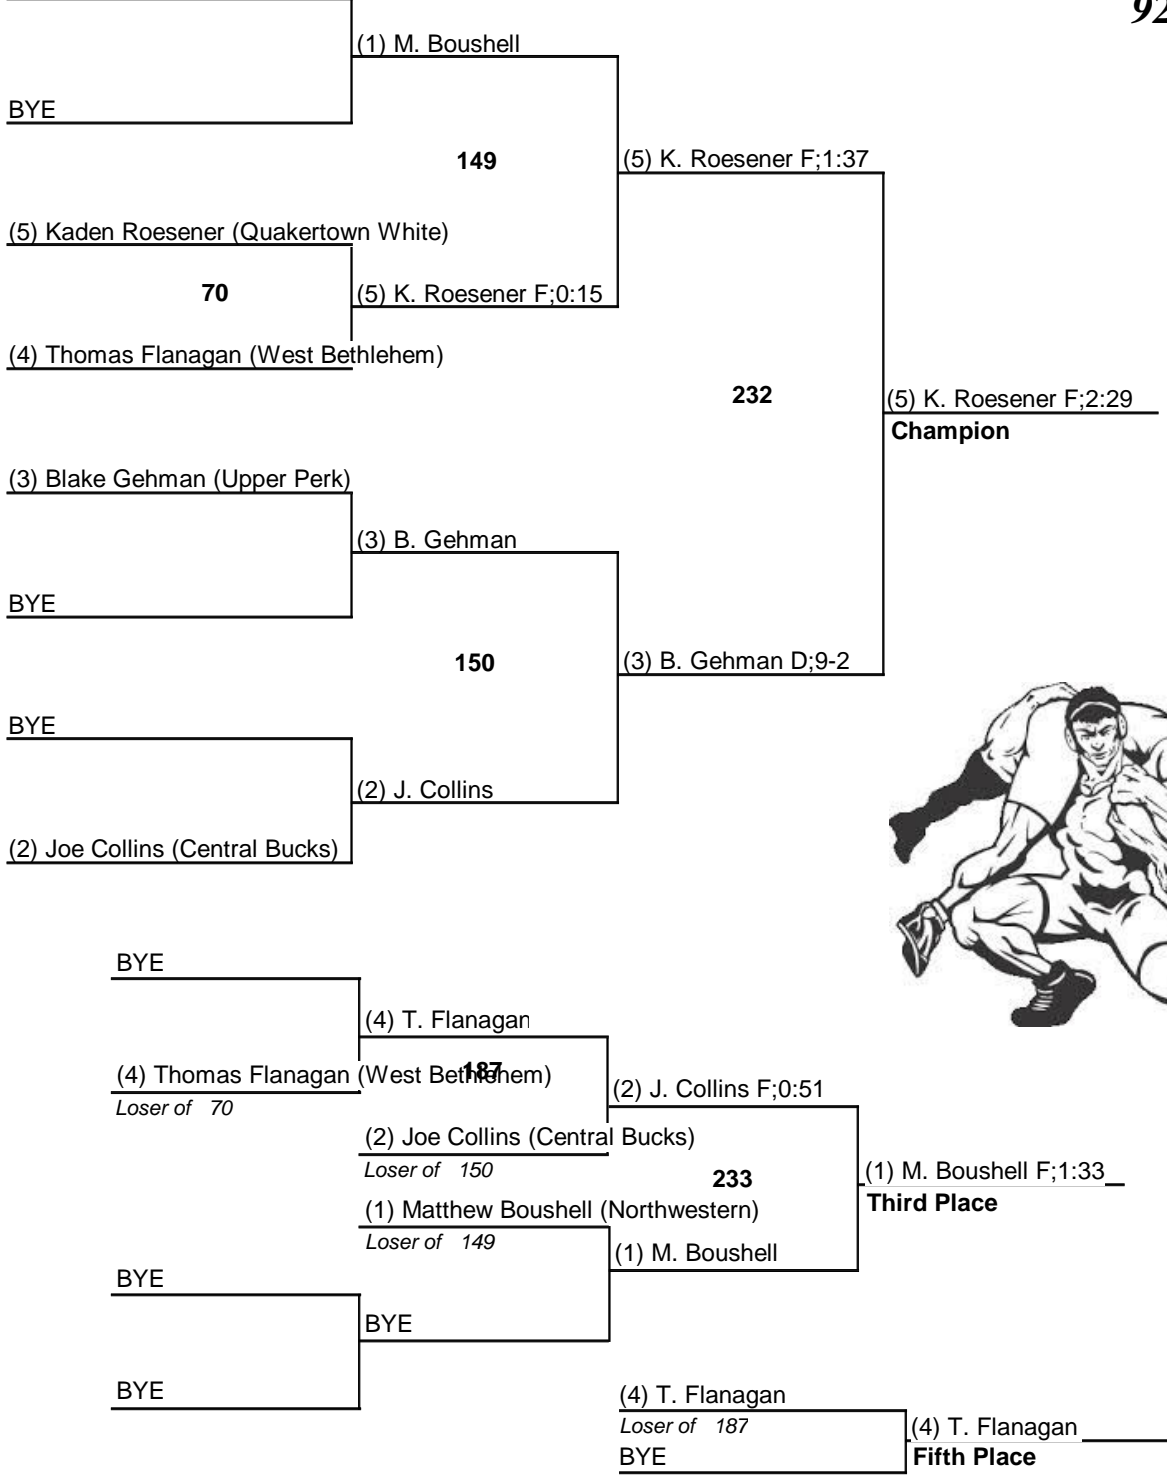 92
(1) M. Boushell
BYE
149
(5) K. Roesener F;1:37
(5) Kaden Roesener (Quakertown White)
70
(5) K. Roesener F;0:15
(4) Thomas Flanagan (West Bethlehem)
232
(5) K. Roesener F;2:29
Champion
(3) Blake Gehman (Upper Perk)
(3) B. Gehman
BYE
150
(3) B. Gehman D;9-2
BYE
(2) J. Collins
(2) Joe Collins (Central Bucks)
BYE
(4) T. Flanagan
(4) Thomas Flanagan (West Bethlehem)
187
(2) J. Collins F;0:51
Loser of 70
(2) Joe Collins (Central Bucks)
Loser of 150
233
(1) M. Boushell F;1:33
Third Place
(1) Matthew Boushell (Northwestern)
Loser of 149
(1) M. Boushell
BYE
BYE
BYE
(4) T. Flanagan
Loser of 187
(4) T. Flanagan
BYE
Fifth Place